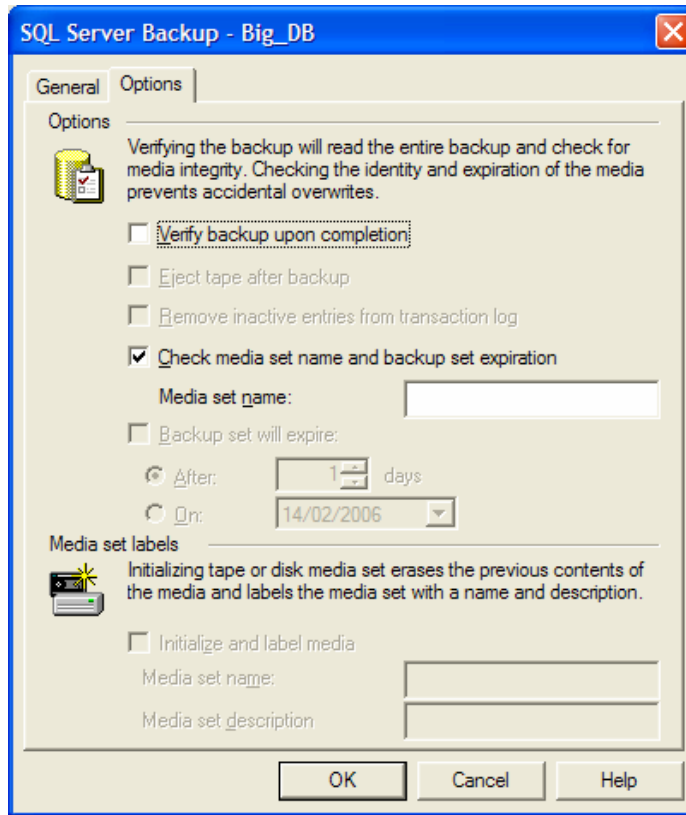 SQL Server Backup - Big_DB
General
Options
Options
Verifying the backup will read the entire backup and check for
media integrity. Checking the identity and expiration of the media
prevents accidental overwrites.
Verify backup upon completion
Eject tape after backup
Remove inactive entries from transaction log
Check media set name and backup set expiration
Media set name:
Backup set will expire:
After: 1 days
On: 14/02/2006
Media set labels
Initializing tape or disk media set erases the previous contents of
the media and labels the media set with a name and description.
Initialize and label media
Media set name:
Media set description
OK Cancel Help